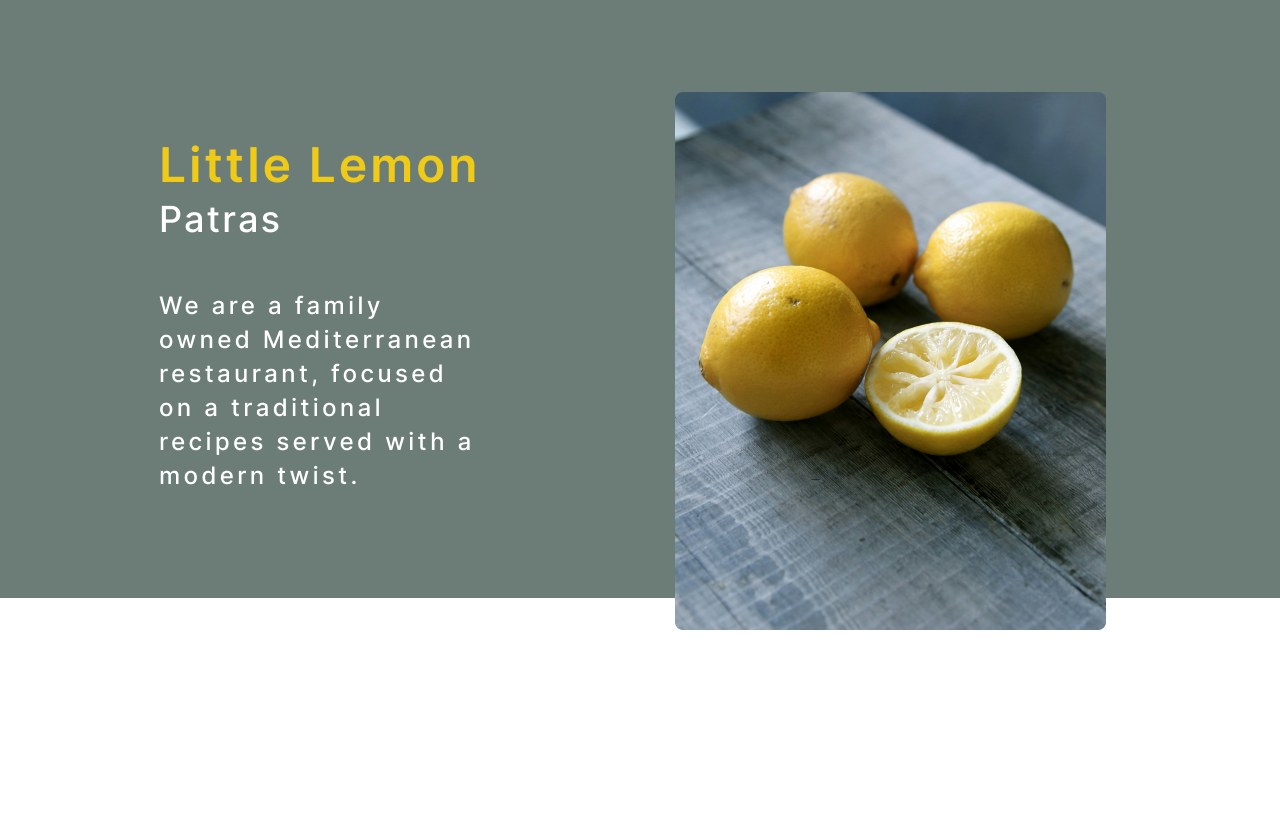 Little Lemon
Patras
We are a family
owned Mediterranean
restaurant, focused
on a traditional
recipes served with a
modern twist.